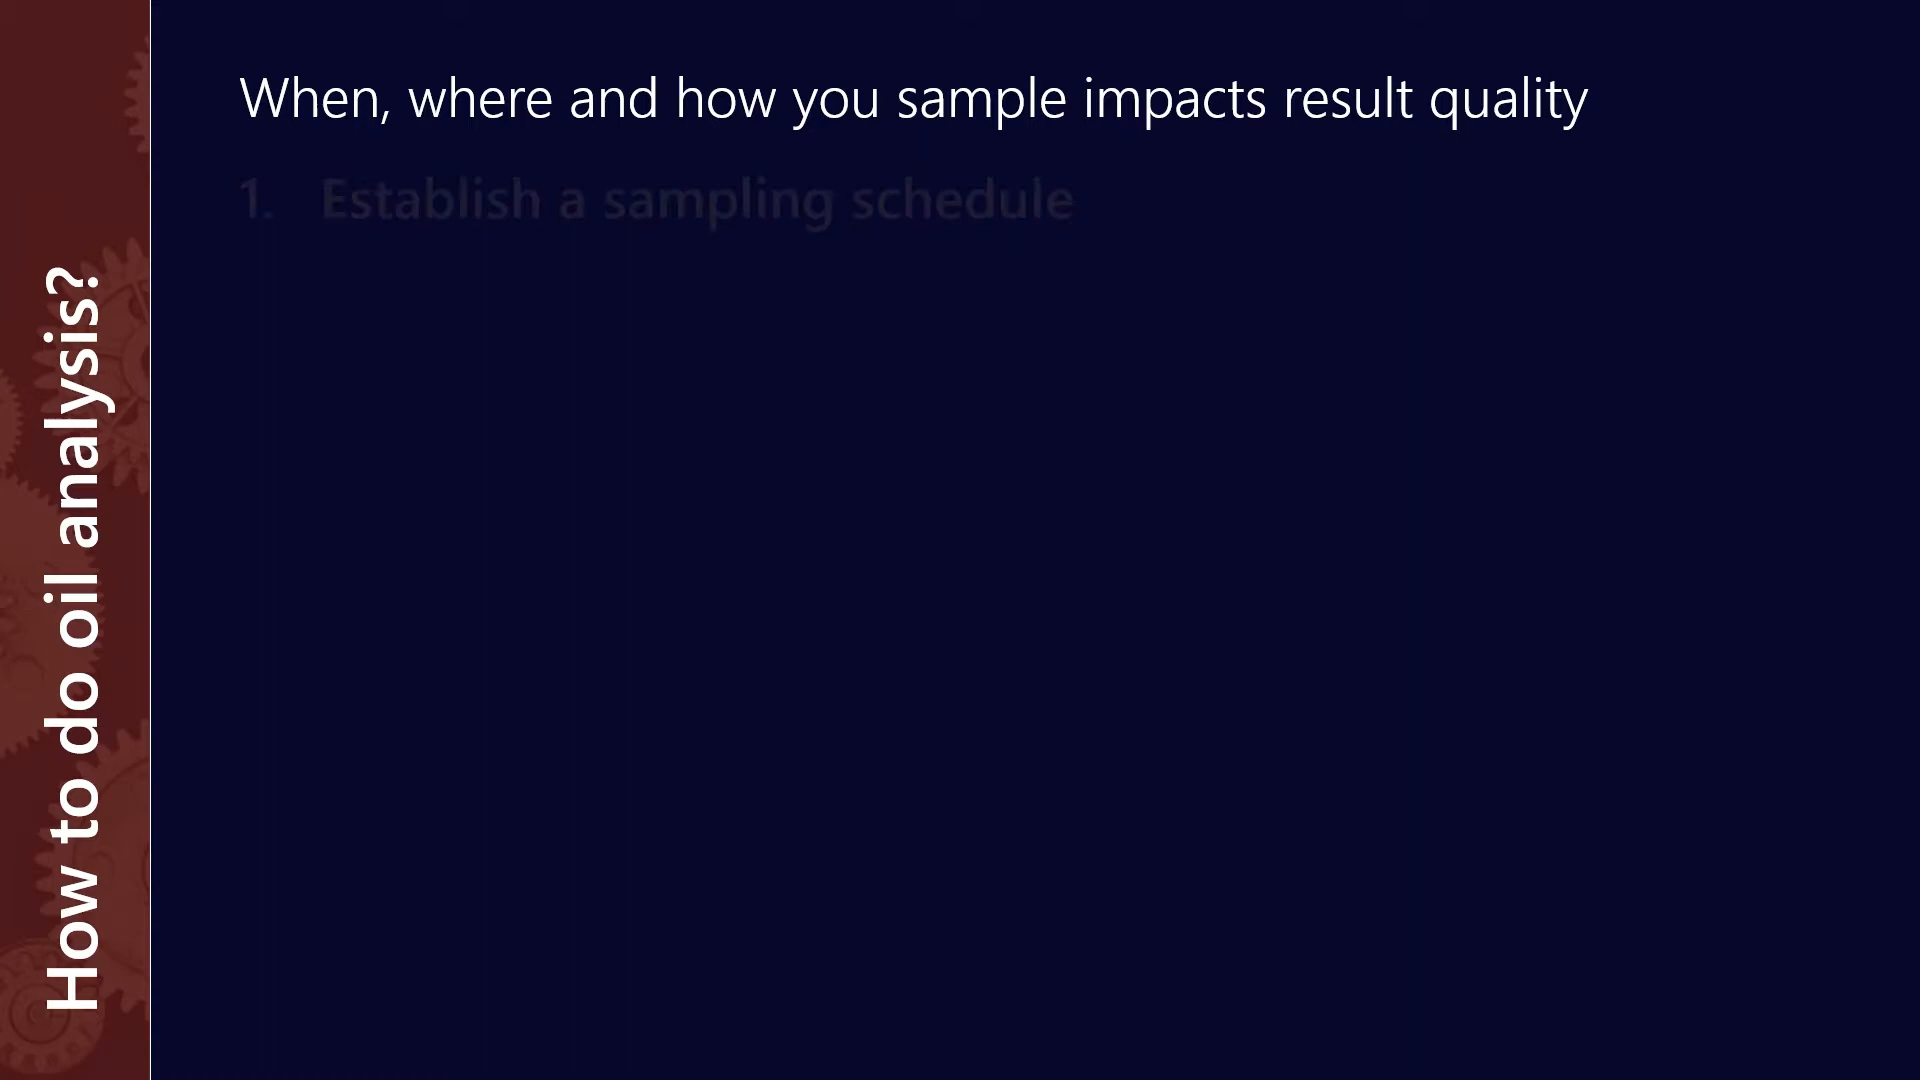 How to do oil analysis?
When, where and how you sample impacts result quality
1. Establish a sampling schedule